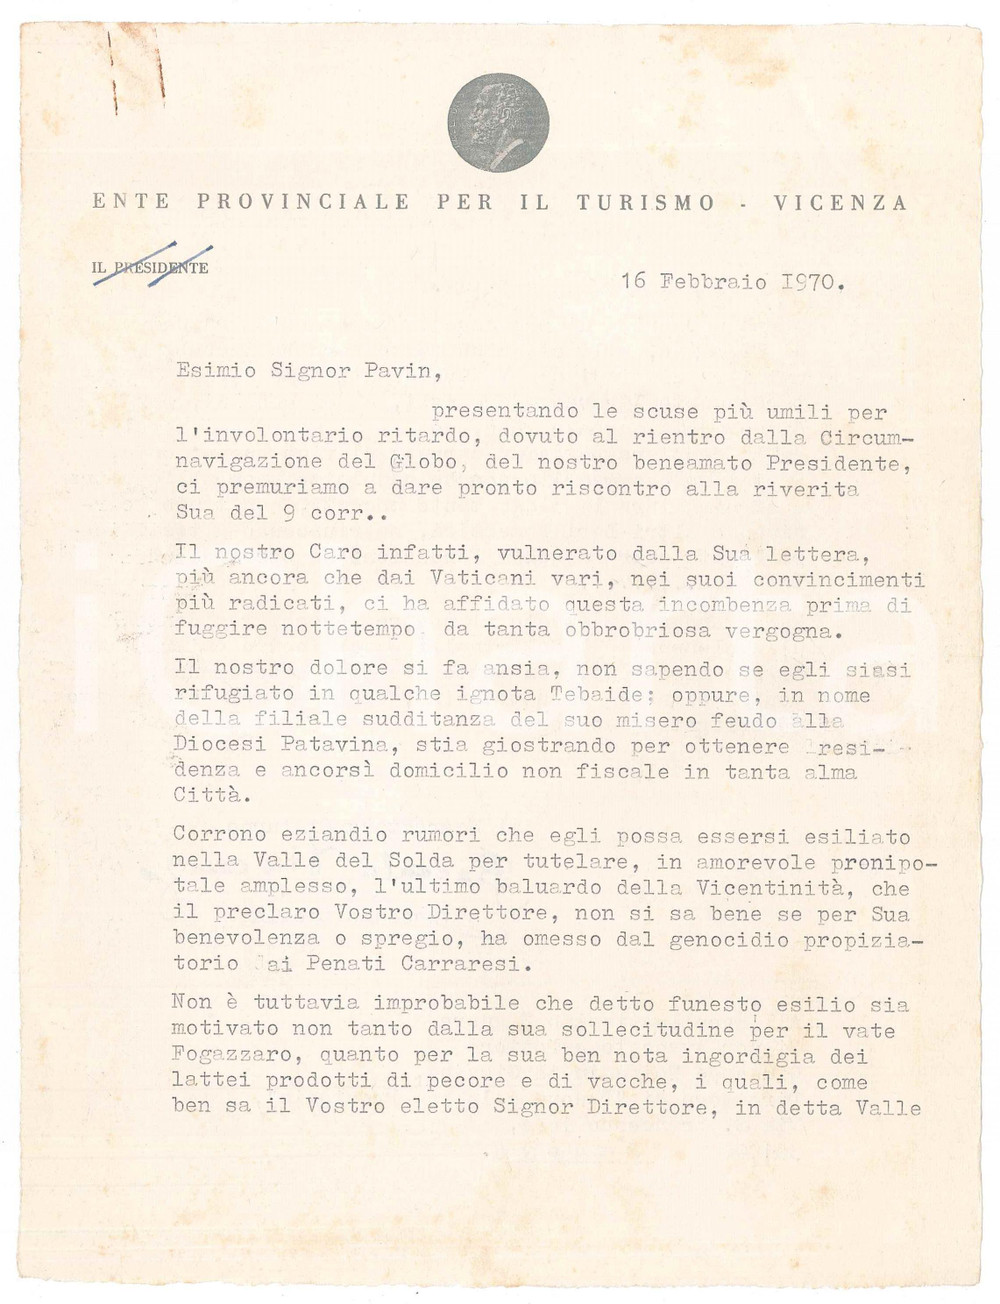 ENTE PROVINCIALE PER IL TURISMO - VICENZA
IL PRESIDENTE
16 Febbraio I970.
Esimio Signor Pavin,
presentando le scuse più umili per
l'involontario ritardo, dovuto al rientro dalla Circum-
navigazione del Globo, del nostro beneamato Presidente,
ci premuriamo a dare pronto riscontro alla riverita
Sua del 9 corr..
Il nostro Caro infatti, vulnerato dalla Sua lettera,
più ancora che dai Vaticani vari, nei suoi convincimenti
più radicati, ci ha affidato questa incombenza prima di
fuggire nottetempo da tanta obbrobriosa vergogna.
Il nostro dolore si fa ansia, non sapendo se egli siasi
rifugiato in qualche ignota Tebaide; oppure, in nome
della filiale sudditanza del suo misero feudo alla
Diocesi Patavina, stia giostrando per ottenere resi-
denza e ancorsì domicilio non fiscale in tanta alma
Città.
Corrono eziandio rumori che egli possa essersi esiliato
nella Valle del Solda per tutelare, in amorevole pronipo-
tale amplesso, l'ultimo baluardo della Vicentinità, che
il preclaro Vostro Direttore, non si sa bene se per Sua
benevolenza o spregio, ha omesso dal genocidio propizia-
torio ai Penati Carraresi.
Non è tuttavia improbabile che detto funesto esilio sia
motivato non tanto dalla sua sollecitudine per il vate
Fogazzaro, quanto per la sua ben nota ingordigia dei
lattei prodotti di pecore e di vacche, i quali, come
ben sa il Vostro eletto Signor Direttore, in detta Valle